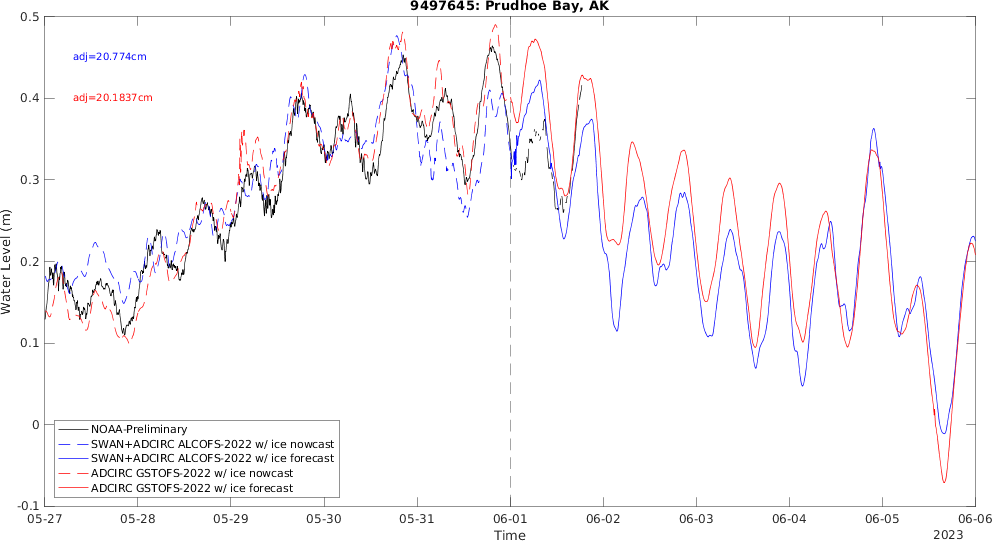 9497645: Prudhoe Bay, AK
0.5
adj=20.774cm
0.4
adj=20.1837cm
0.3
Water Level (m)
0.2
0.1
0
-0.1
NOAA-Preliminary
SWAN+ADCIRC ALCOFS-2022 w/ ice nowcast
SWAN+ADCIRC ALCOFS-2022 w/ ice forecast
ADCIRC GSTOFS-2022 w/ ice nowcast
ADCIRC GSTOFS-2022 w/ ice forecast
05-27 05-28 05-29 05-30 05-31 06-01 06-02 06-03 06-04 06-05 06-06
Time
2023